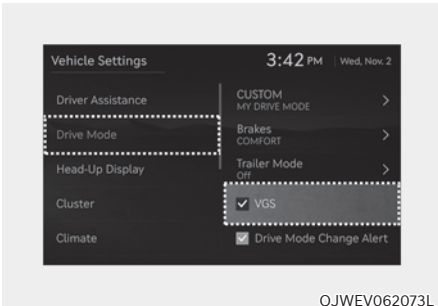 Vehicle Settings
3:42 PM
Wed, Nov. 2
Driver Assistance
Drive Mode
Head-Up Display
Cluster
Climate
CUSTOM
MY DRIVE MODE
Brakes
COMFORT
Trailer Mode
Off
VGS
Drive Mode Change Alert
OJWEV062073L